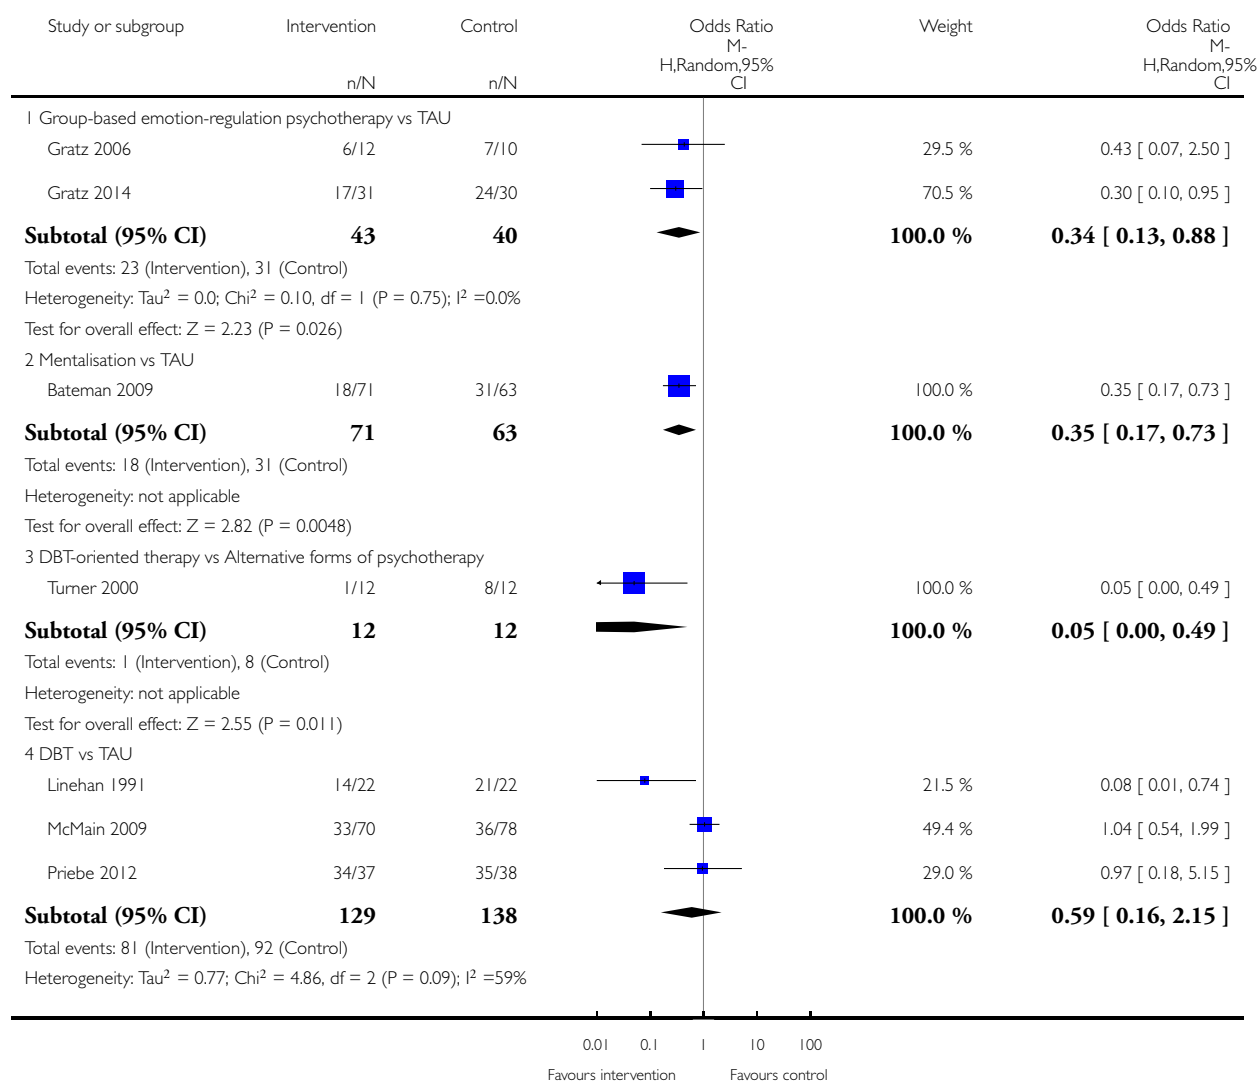 Study or subgroup Intervention Control Odds Ratio Weight Odds Ratio
M- M-
H,Random,95% H,Random,95%
n/N n/N CI CI
1 Group-based emotion-regulation psychotherapy vs TAU
Gratz 2006 6/12 7/10 29.5 % 0.43 [ 0.07, 2.50 ]
Gratz 2014 17/31 24/30 70.5 % 0.30 [ 0.10, 0.95 ]
Subtotal (95% CI) 43 40 100.0 % 0.34 [ 0.13, 0.88 ]
Total events: 23 (Intervention), 31 (Control)
Heterogeneity: Tau² = 0.0; Chi² = 0.10, df = 1 (P = 0.75); I² =0.0%
Test for overall effect: Z = 2.23 (P = 0.026)
2 Mentalisation vs TAU
Bateman 2009 18/71 31/63 100.0 % 0.35 [ 0.17, 0.73 ]
Subtotal (95% CI) 71 63 100.0 % 0.35 [ 0.17, 0.73 ]
Total events: 18 (Intervention), 31 (Control)
Heterogeneity: not applicable
Test for overall effect: Z = 2.82 (P = 0.0048)
3 DBT-oriented therapy vs Alternative forms of psychotherapy
Turner 2000 1/12 8/12 100.0 % 0.05 [ 0.00, 0.49 ]
Subtotal (95% CI) 12 12 100.0 % 0.05 [ 0.00, 0.49 ]
Total events: 1 (Intervention), 8 (Control)
Heterogeneity: not applicable
Test for overall effect: Z = 2.55 (P = 0.011)
4 DBT vs TAU
Linehan 1991 14/22 21/22 21.5 % 0.08 [ 0.01, 0.74 ]
McMain 2009 33/70 36/78 49.4 % 1.04 [ 0.54, 1.99 ]
Priebe 2012 34/37 35/38 29.0 % 0.97 [ 0.18, 5.15 ]
Subtotal (95% CI) 129 138 100.0 % 0.59 [ 0.16, 2.15 ]
Total events: 81 (Intervention), 92 (Control)
Heterogeneity: Tau² = 0.77; Chi² = 4.86, df = 2 (P = 0.09); I² =59%
0.01 0.1 1 10 100
Favours intervention Favours control